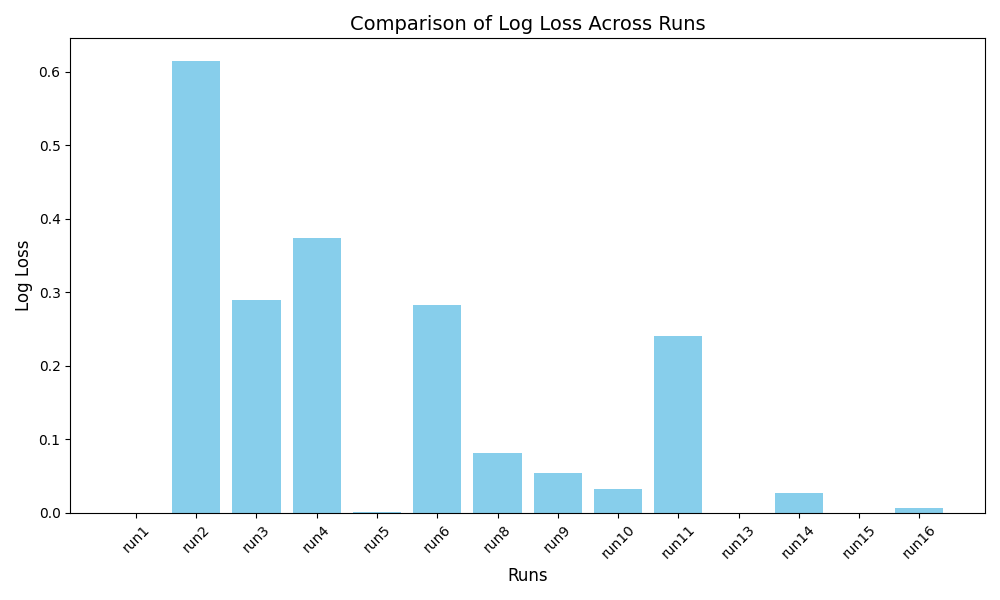 Comparison of Log Loss Across Runs
Log Loss
0.6
0.5
0.4
0.3
0.2
0.1
0.0
run1 run2 run3 run4 run5 run6 run8 run9 run10 run11 run13 run14 run15 run16
Runs